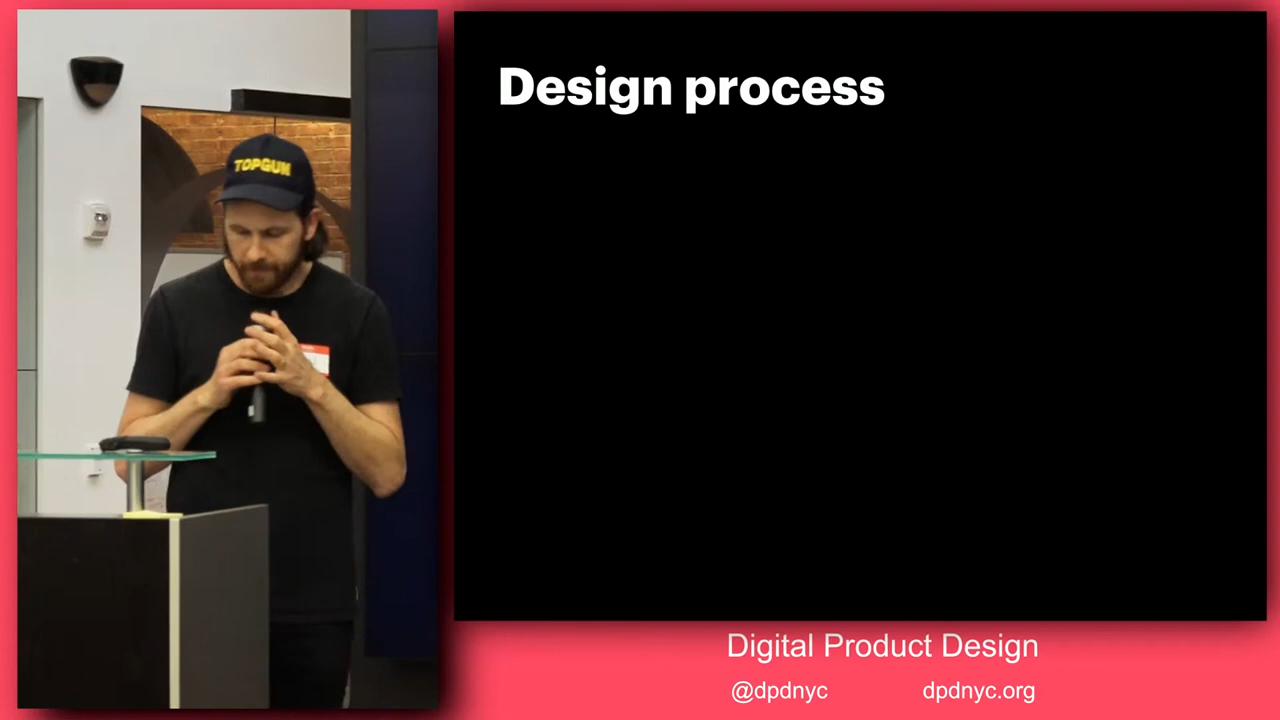 TOPGUN
Design process
Digital Product Design
@dpdnyc
dpdnyc.org